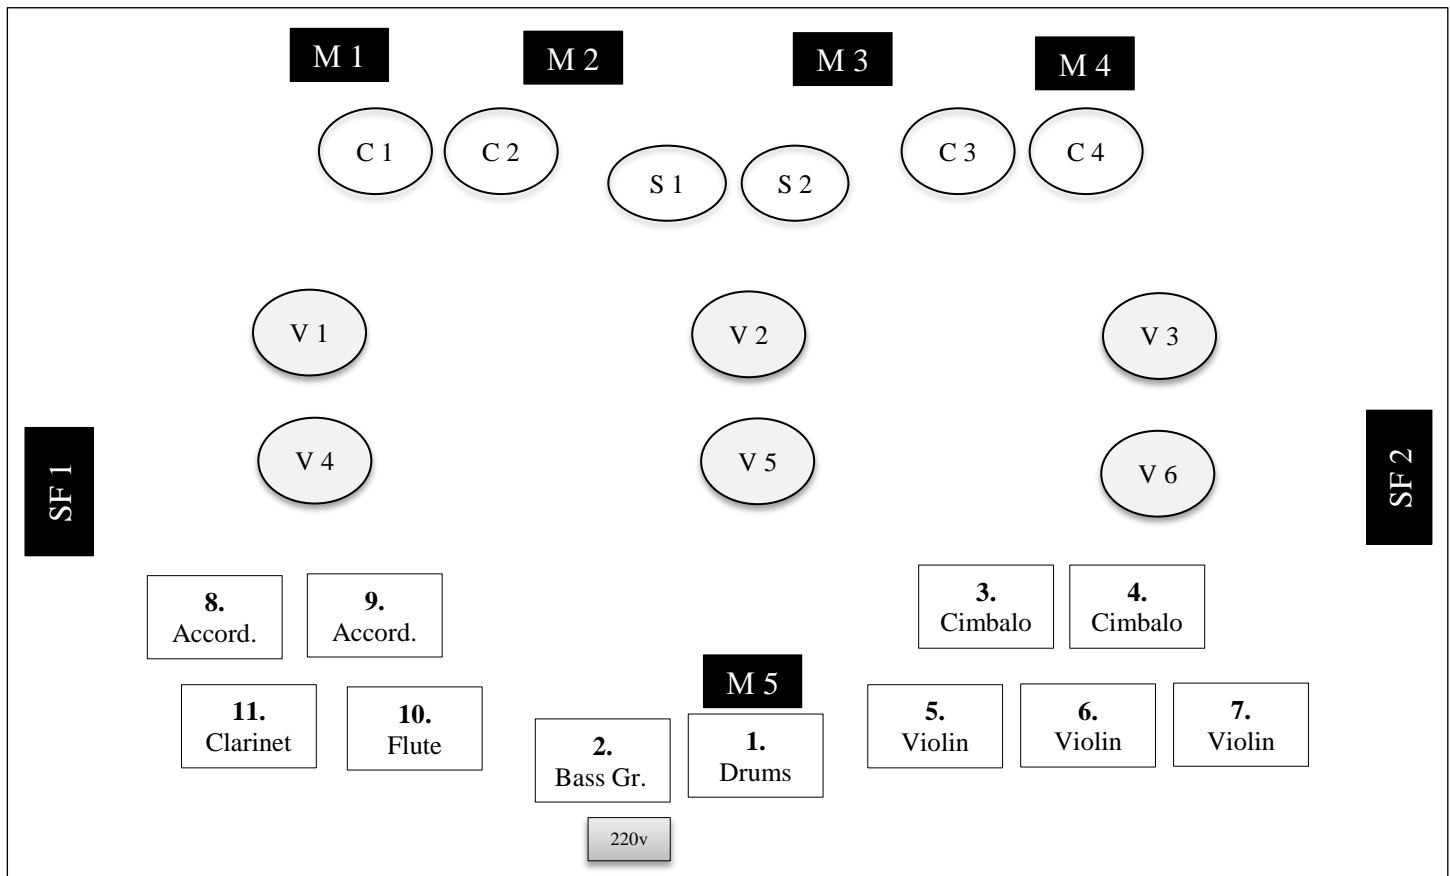 M 1
M 2
M 3
M 4
C 1
C 2
S 1
S 2
C 3
C 4
V 1
V 2
V 3
V 4
V 5
V 6
SF 1
SF 2
8.
Accord.
9.
Accord.
3.
Cimbalo
4.
Cimbalo
M 5
11.
Clarinet
10.
Flute
2.
Bass Gr.
1.
Drums
5.
Violin
6.
Violin
7.
Violin
220v